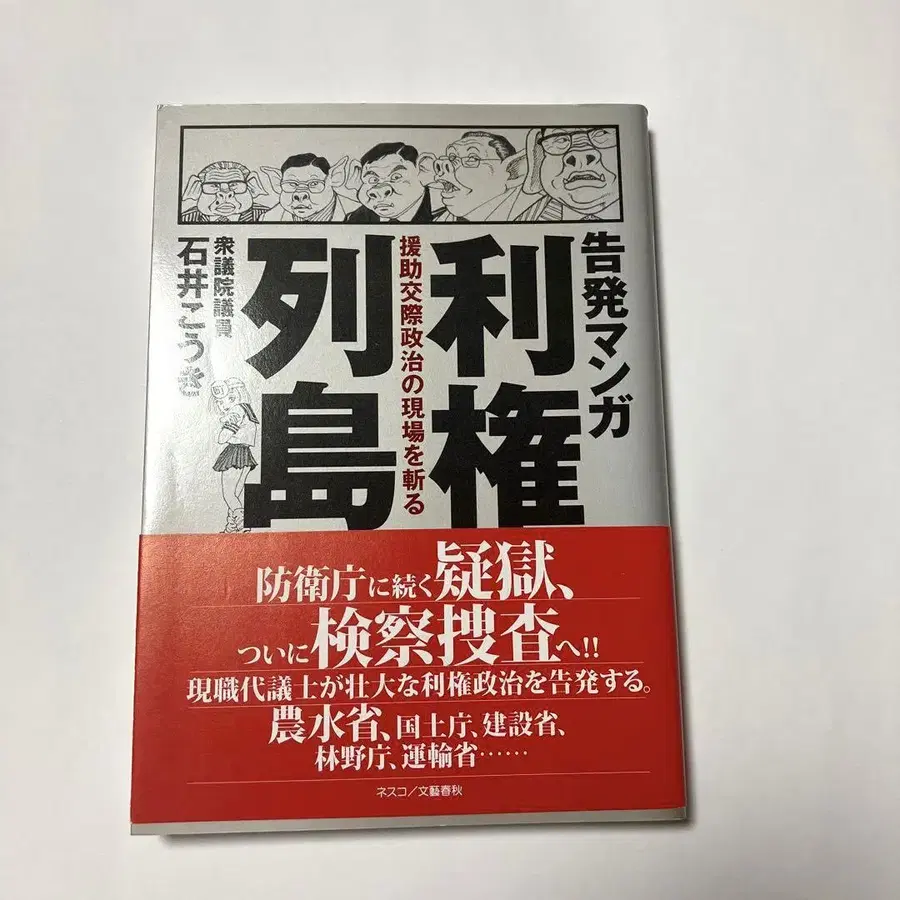 告発マンガ
利権
列島
援助交際政治の現場を斬る
衆議院議員
石井こうき
防衛庁に続く疑獄、
ついに検察捜査へ!!
現職代議士が壮大な利権政治を告発する。
農水省、国土庁、建設省、
林野庁、運輸省……
ネスコ／文藝春秋